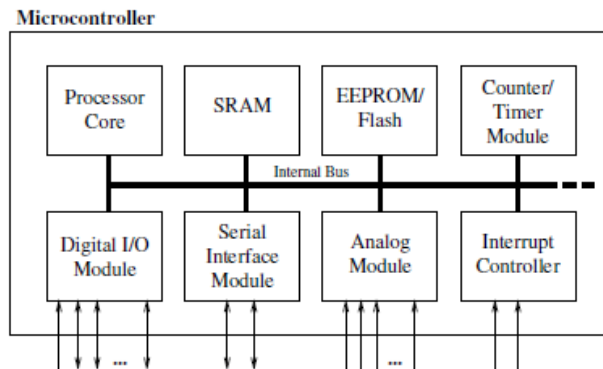 Microcontroller
Processor
Core
SRAM
EEPROM/
Flash
Counter/
Timer
Module
Internal Bus
Digital I/O
Module
Serial
Interface
Module
Analog
Module
Interrupt
Controller
...
...